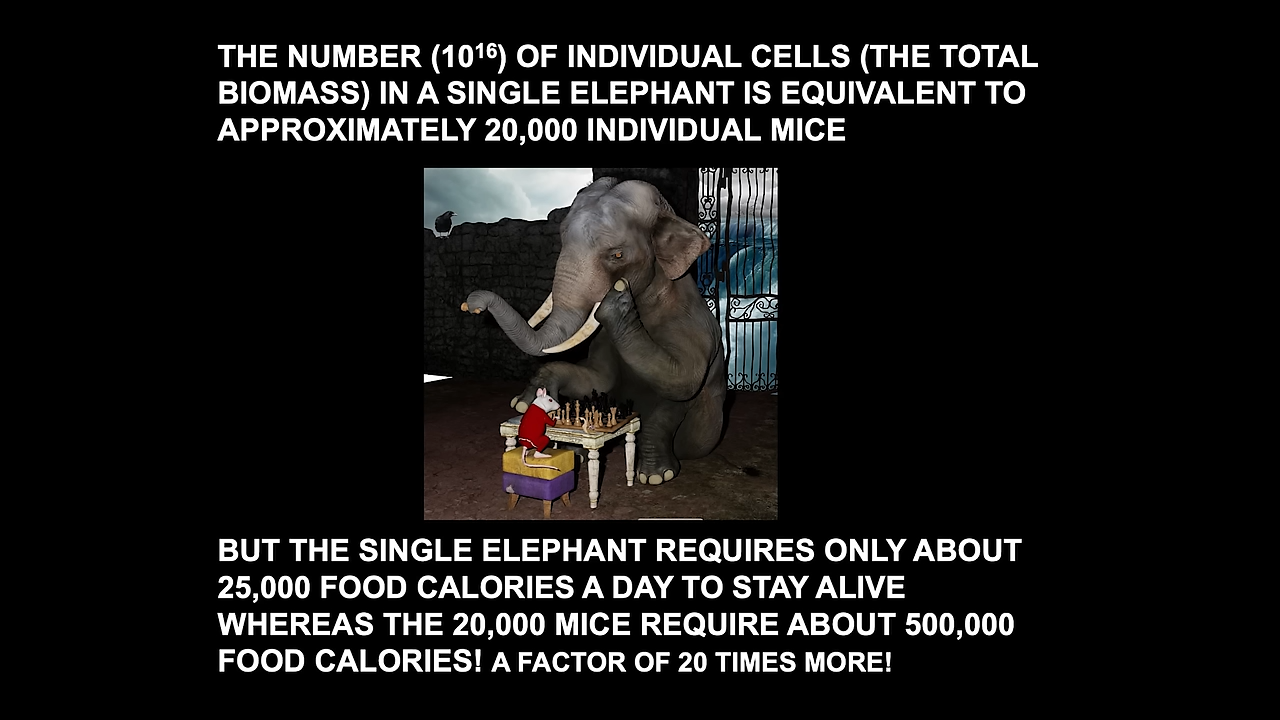 THE NUMBER (10¹⁶) OF INDIVIDUAL CELLS (THE TOTAL
BIOMASS) IN A SINGLE ELEPHANT IS EQUIVALENT TO
APPROXIMATELY 20,000 INDIVIDUAL MICE
BUT THE SINGLE ELEPHANT REQUIRES ONLY ABOUT
25,000 FOOD CALORIES A DAY TO STAY ALIVE
WHEREAS THE 20,000 MICE REQUIRE ABOUT 500,000
FOOD CALORIES! A FACTOR OF 20 TIMES MORE!